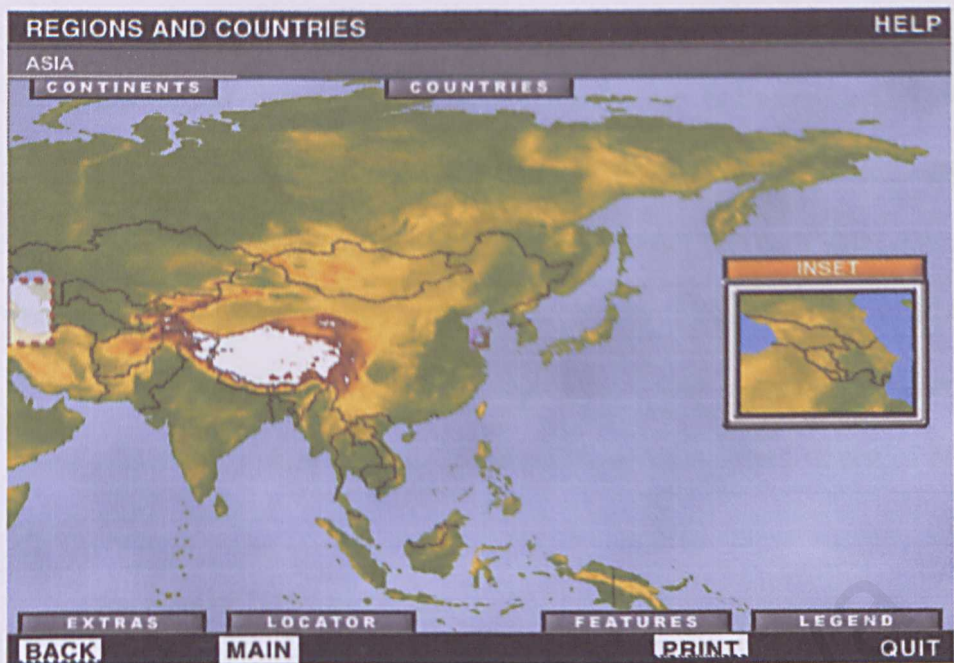 REGIONS AND COUNTRIES HELP
ASIA
CONTINENTS COUNTRIES
INSET
EXTRAS LOCATOR FEATURES LEGEND
BACK MAIN PRINT QUIT